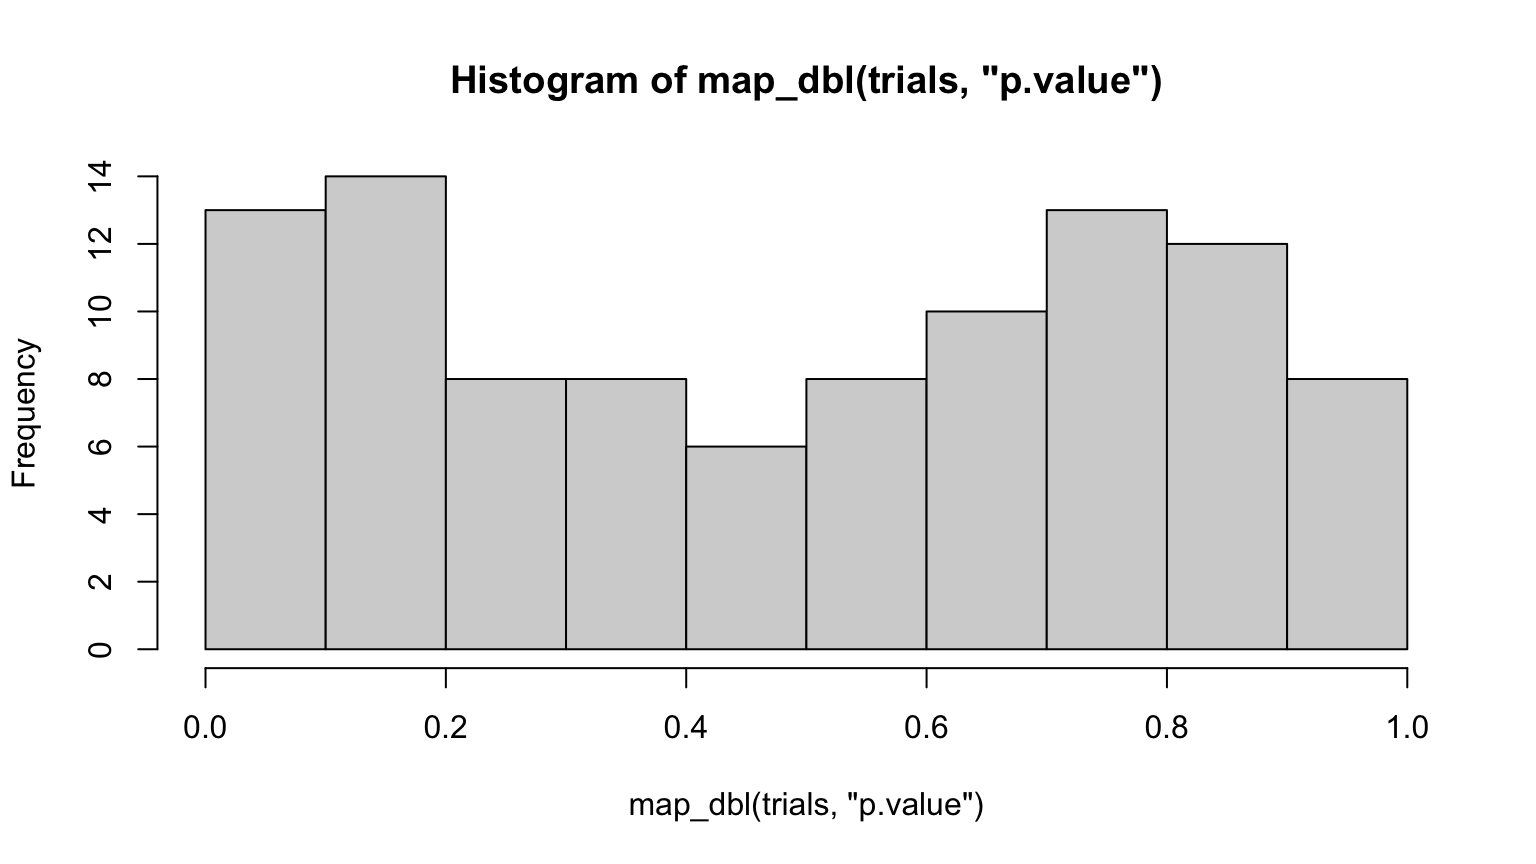 Histogram of map_dbl(trials, "p.value")
Frequency
14
12
10
8
6
4
2
0
0.0 0.2 0.4 0.6 0.8 1.0
map_dbl(trials, "p.value")